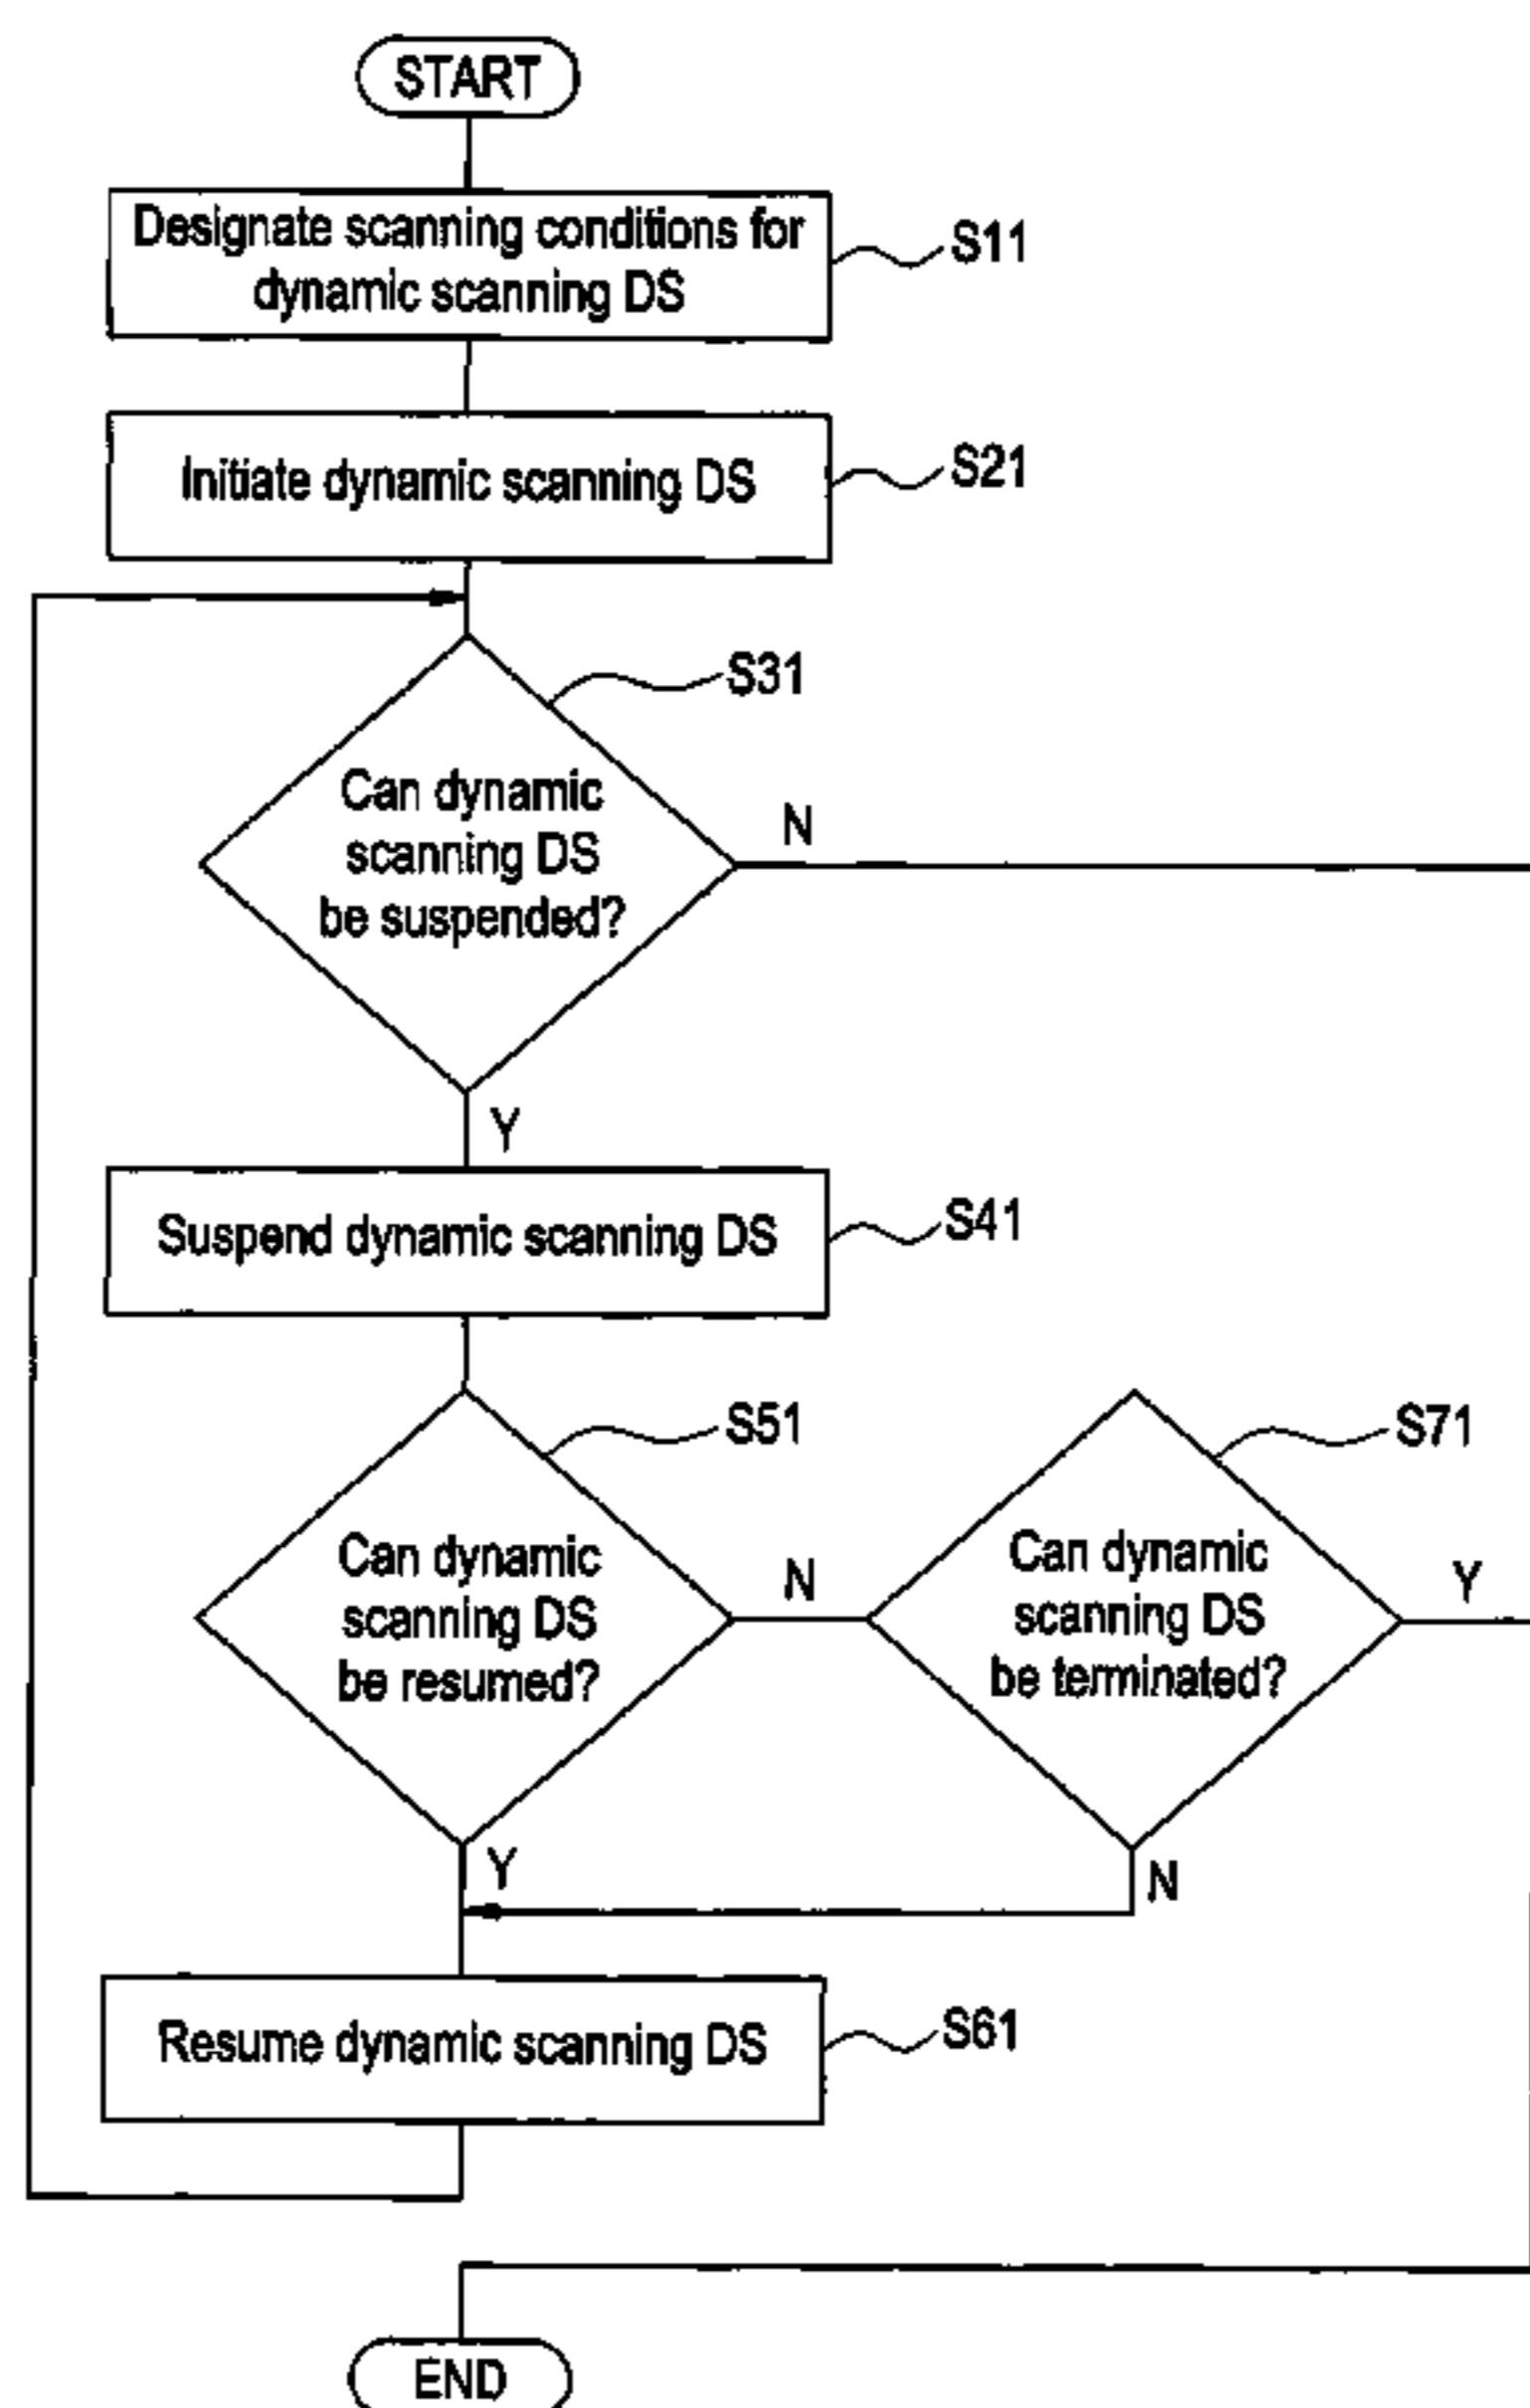 START
Designate scanning conditions for
dynamic scanning DS
S11
Initiate dynamic scanning DS
S21
S31
Can dynamic
scanning DS
be suspended?
N
Y
Suspend dynamic scanning DS
S41
S51
Can dynamic
scanning DS
be resumed?
N
Y
S71
Can dynamic
scanning DS
be terminated?
Y
N
Resume dynamic scanning DS
S61
END